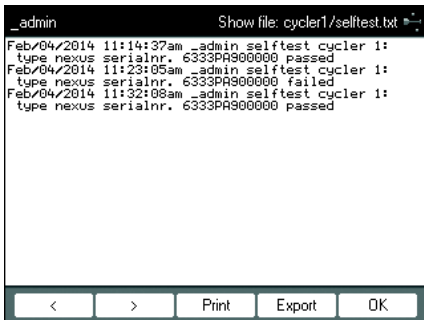 _admin Show file: cycler1/selftest.txt
Feb/04/2014 11:14:37am _admin selftest cycler 1:
type nexus serialnr. 6333PA900000 passed
Feb/04/2014 11:23:05am _admin selftest cycler 1:
type nexus serialnr. 6333PA900000 failed
Feb/04/2014 11:32:08am _admin selftest cycler 1:
type nexus serialnr. 6333PA900000 passed
< > Print Export OK